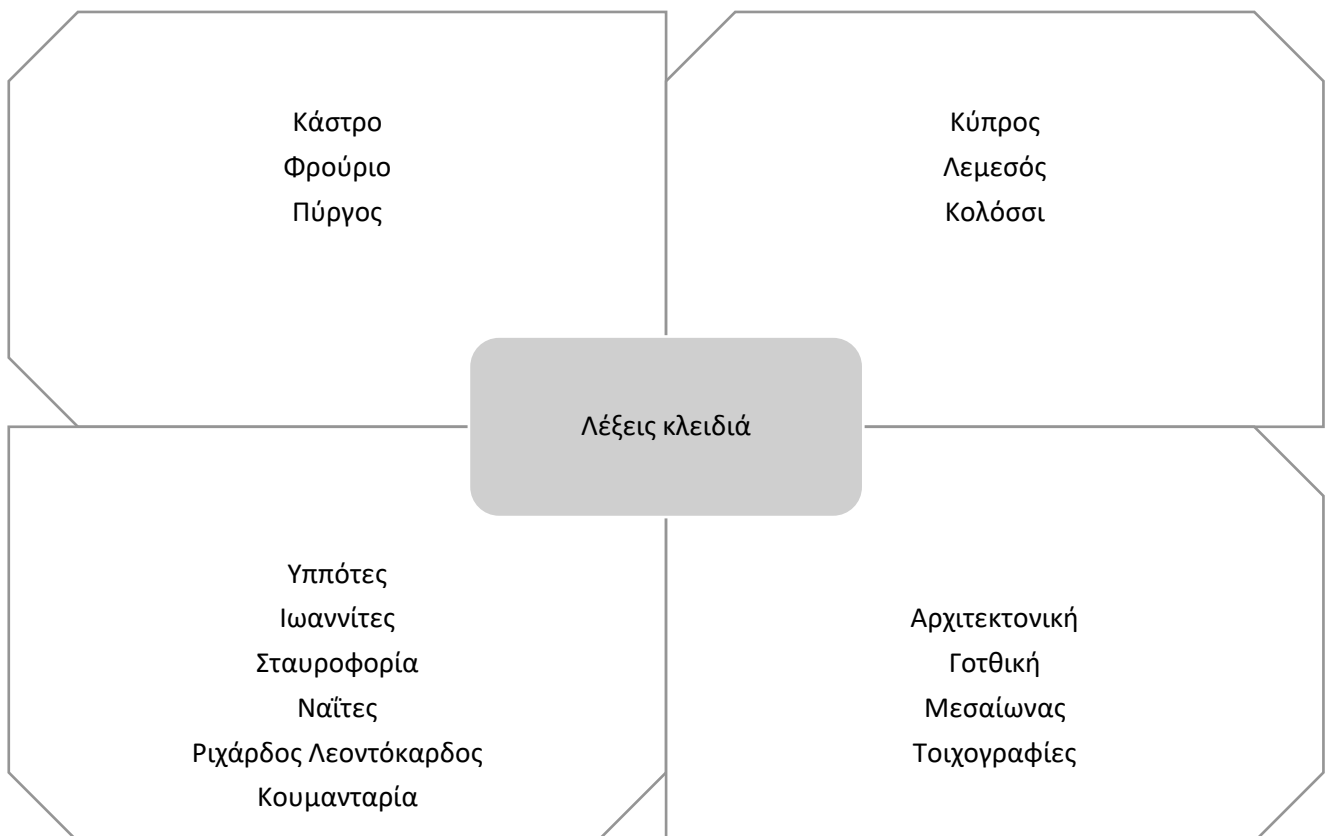 Κάστρο
Φρούριο
Πύργος
Κύπρος
Λεμεσός
Κολόσσι
Λέξεις κλειδιά
Υππότες
Ιωαννίτες
Σταυροφορία
Ναΐτες
Ριχάρδος Λεοντόκαρδος
Κουμανταρία
Αρχιτεκτονική
Γοτθική
Μεσαίωνας
Τοιχογραφίες